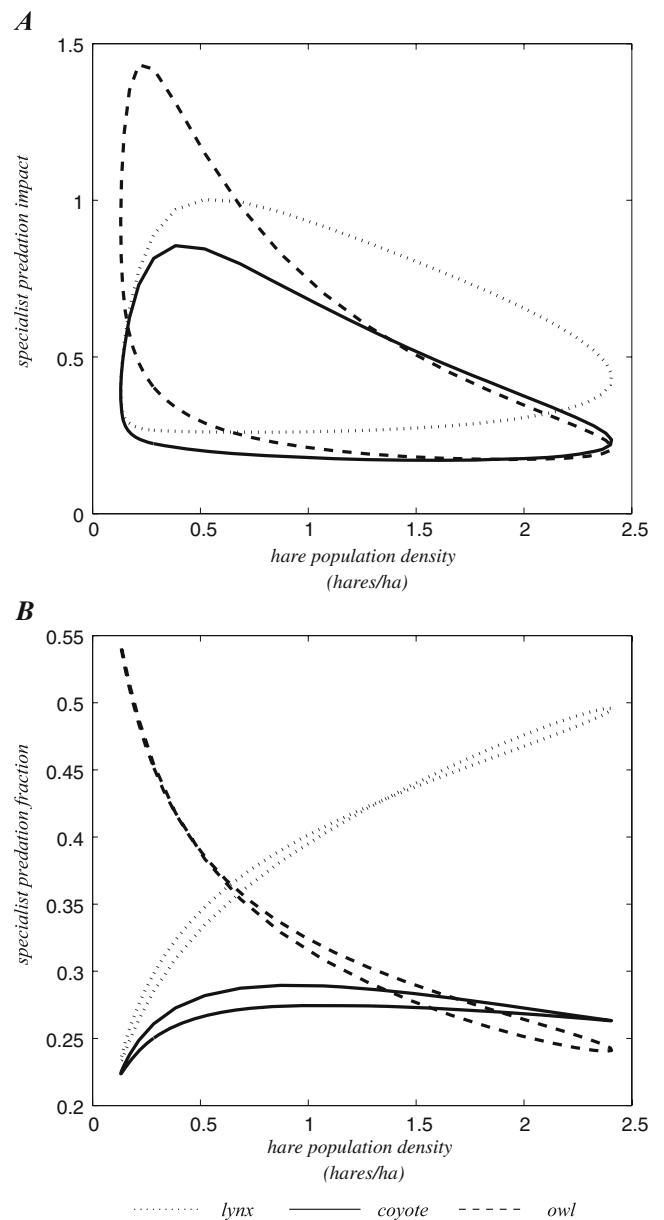 A
1.5
1
0.5
0
specialist predation impact
0 0.5 1 1.5 2 2.5
hare population density
(hares/ha)
B
0.55
0.5
0.45
0.4
0.35
0.3
0.25
0.2
specialist predation fraction
0 0.5 1 1.5 2 2.5
hare population density
(hares/ha)
lynx coyote owl